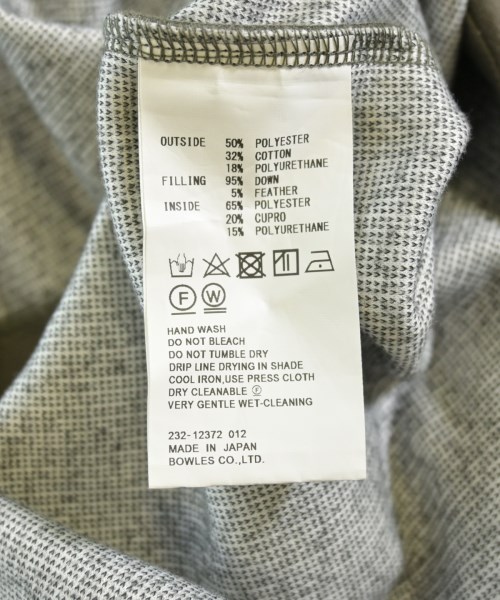 OUTSIDE 50% POLYESTER
32% COTTON
18% POLYURETHANE
FILLING 95% DOWN
5% FEATHER
INSIDE 65% POLYESTER
20% CUPRO
15% POLYURETHANE
F W
HAND WASH
DO NOT BLEACH
DO NOT TUMBLE DRY
DRIP LINE DRYING IN SHADE
COOL IRON,USE PRESS CLOTH
DRY CLEANABLE Ⓕ
VERY GENTLE WET-CLEANING
232-12372 012
MADE IN JAPAN
BOWLES CO.,LTD.